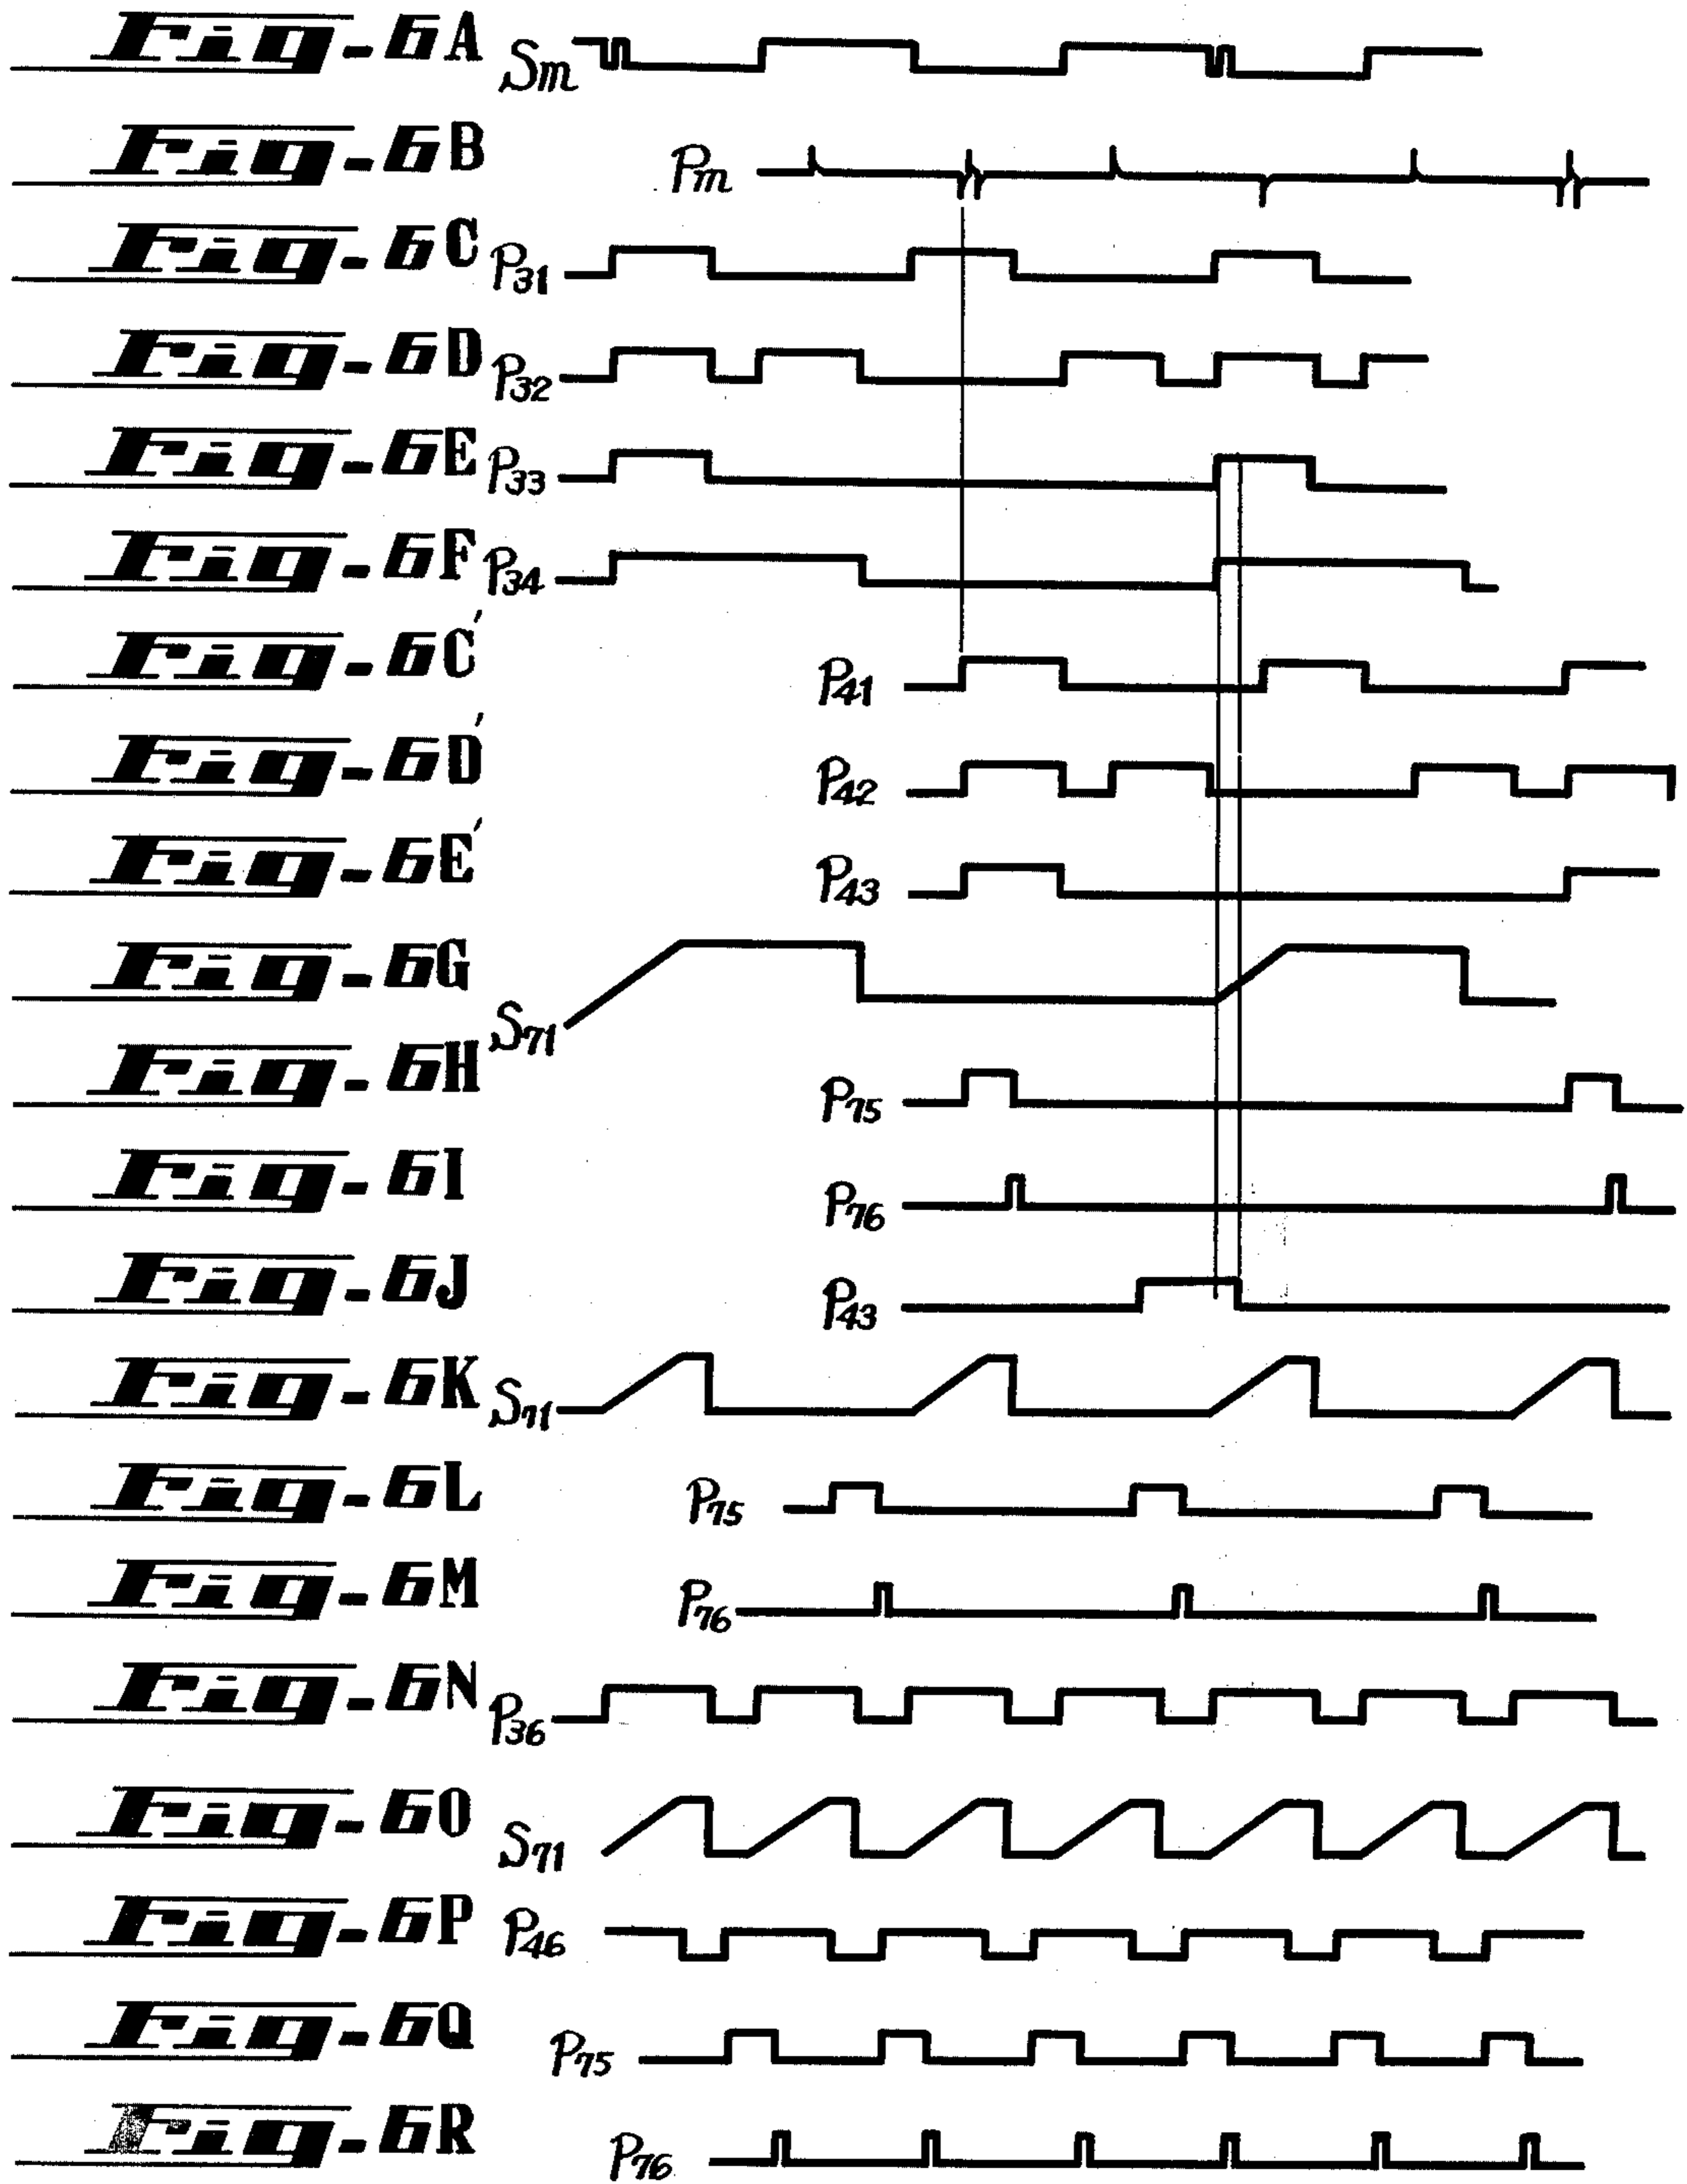 Fig-6A Sm
Fig-6B Pm
Fig-6C P31
Fig-6D P32
Fig-6E P33
Fig-6F P34
Fig-6C' P41
Fig-6D' P42
Fig-6E' P43
Fig-6G S71
Fig-6H P75
Fig-6I P76
Fig-6J P43
Fig-6K S71
Fig-6L P75
Fig-6M P76
Fig-6N P36
Fig-6O S71
Fig-6P P46
Fig-6Q P75
Fig-6R P76